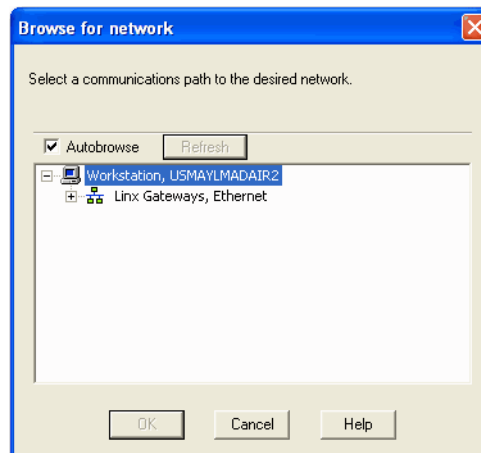 Browse for network
Select a communications path to the desired network.
Autobrowse Refresh
Workstation, USMAYLMADAIR2
Linx Gateways, Ethernet
OK Cancel Help